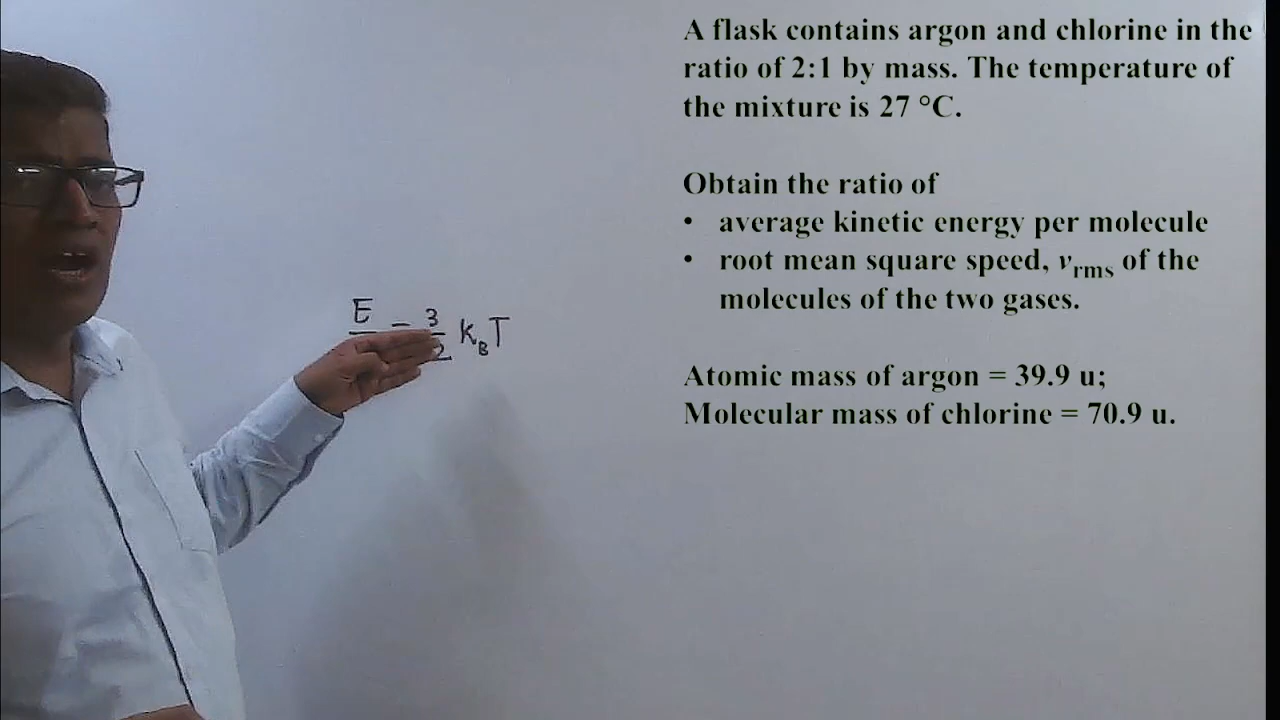 A flask contains argon and chlorine in the
ratio of 2:1 by mass. The temperature of
the mixture is 27 °C.
Obtain the ratio of
• average kinetic energy per molecule
• root mean square speed, vrms of the
molecules of the two gases.
E = 3/2 kBT
Atomic mass of argon = 39.9 u;
Molecular mass of chlorine = 70.9 u.